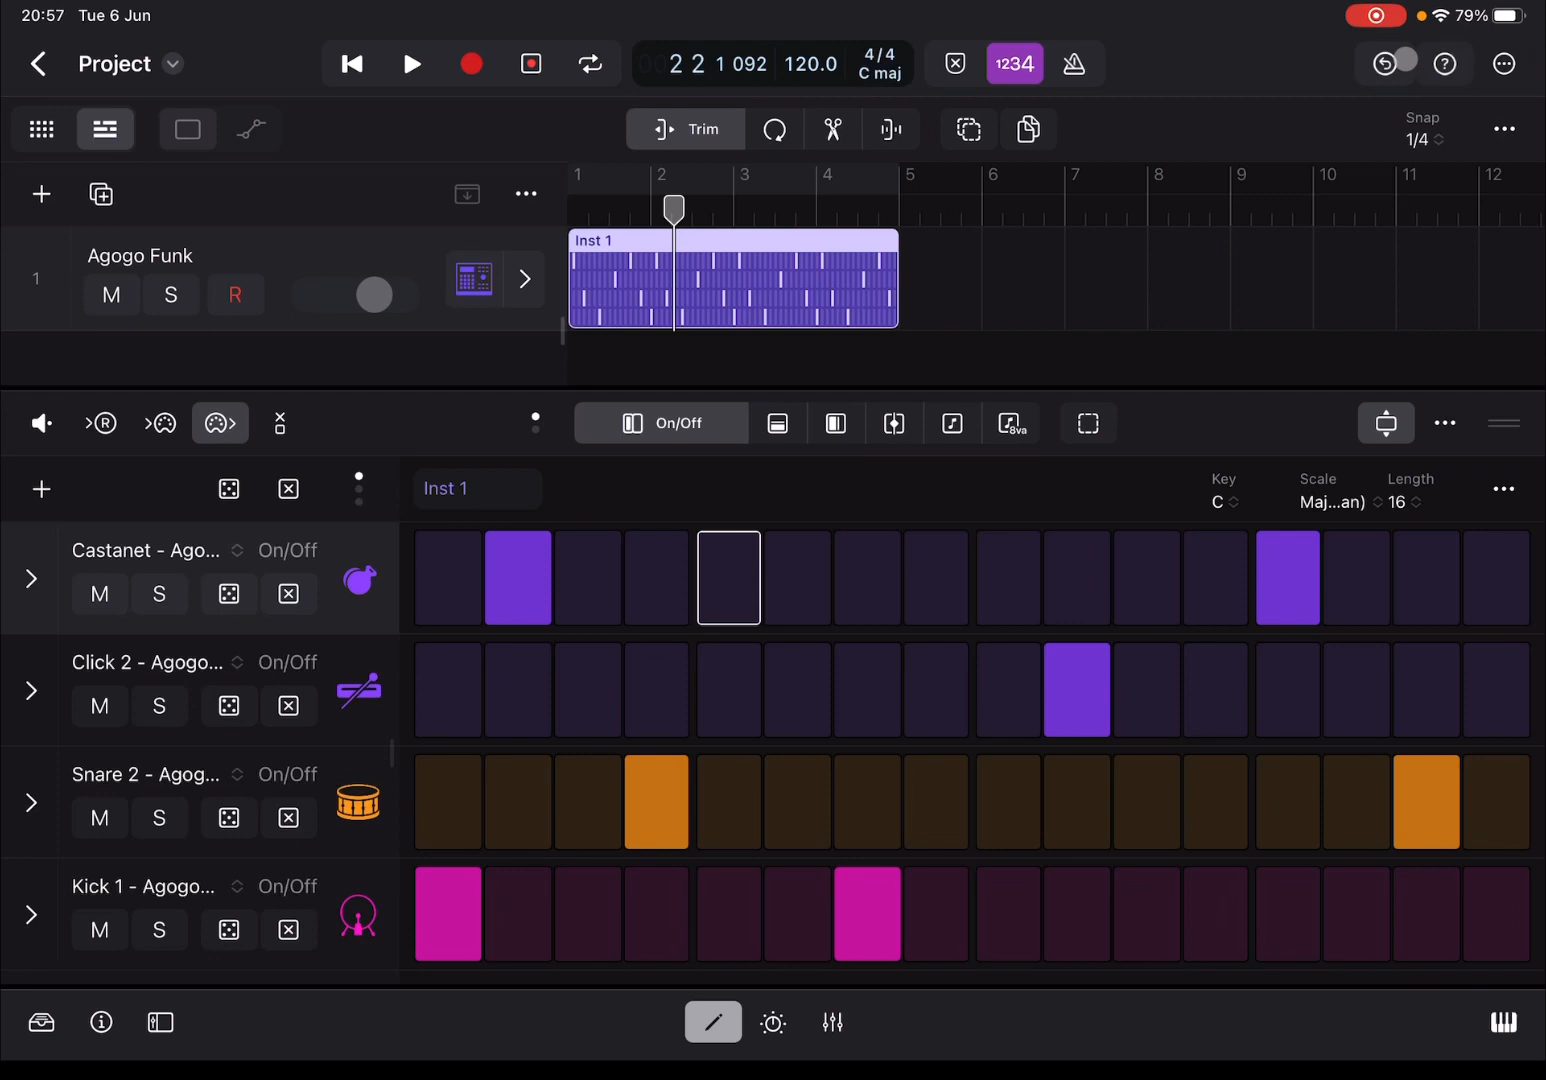 20:57 Tue 6 Jun
79%
Project
2 2 1 092 120.0 4/4 C maj
1234
Trim
Snap
1/4
1 2 3 4 5 6 7 8 9 10 11 12
1
Agogo Funk
M S R
Inst 1
R
On/Off
8va
Inst 1
Key
C
Scale
Maj...an)
Length
16
Castanet - Ago... On/Off
M S
Click 2 - Agogo... On/Off
M S
Snare 2 - Agog... On/Off
M S
Kick 1 - Agogo... On/Off
M S